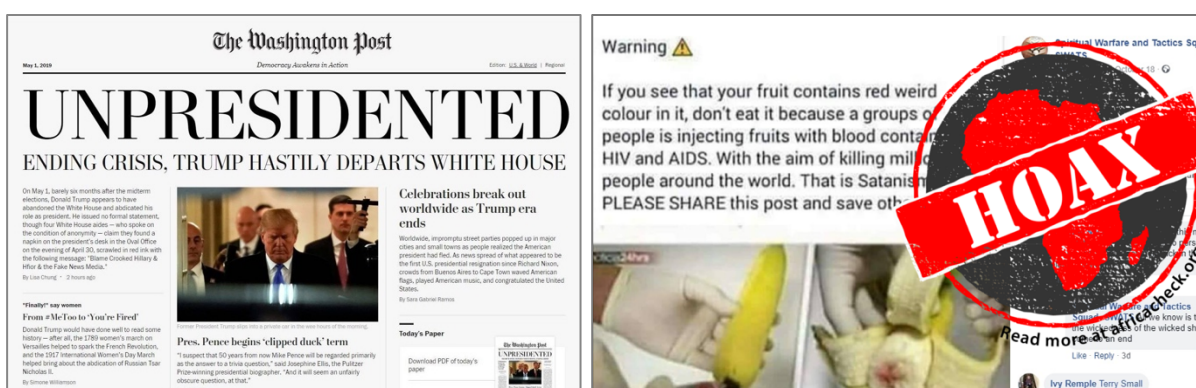 The Washington Post
May 1, 2019
Democracy Awakens in Action
Edition: U.S. & World | Regional
UNPRESIDENTED
ENDING CRISIS, TRUMP HASTILY DEPARTS WHITE HOUSE
On May 1, barely six months after the midterm
elections, Donald Trump appears to have
abandoned the White House and abdicated his
role as president. He issued no formal statement,
though four White House aides — who spoke on
the condition of anonymity — claim they found a
napkin on the president's desk in the Oval Office
on the evening of April 30, scrawled in red ink with
the following message: "Blame Crooked Hillary &
Hfior & the Fake News Media."
By Lisa Chung · 2 hours ago
"Finally!" say women
From #MeToo to 'You're Fired'
Donald Trump would have done well to read some
history — after all, the 1789 women's march on
Versailles helped to spark the French Revolution,
and the 1917 International Women's Day March
helped bring about the abdication of Russian Tsar
Nicholas II.
By Simone Williamson
Former President Trump slips into a private car in the wee hours of the morning.
Pres. Pence begins 'clipped duck' term
"I suspect that 50 years from now Mike Pence will be regarded primarily
as the answer to a trivia question," said Josephine Ellis, the Pulitzer
Prize-winning presidential biographer. "And it will seem an unfairly
obscure question, at that."
Celebrations break out
worldwide as Trump era
ends
Worldwide, impromptu street parties popped up in major
cities and small towns as people realized the American
president had fled. As news spread of what appeared to be
the first U.S. presidential resignation since Richard Nixon,
crowds from Buenos Aires to Cape Town waved American
flags, played American music, and congratulated the United
States.
By Sara Gabriel Ramos
Today's Paper
Download PDF of today's
paper
The Washington Post
UNPRESIDENTED
Warning ⚠
If you see that your fruit contains red weird
colour in it, don't eat it because a groups
people is injecting fruits with blood
HIV and AIDS. With the aim of killing
people around the world. That is
PLEASE SHARE this post and save
24hrs
Spiritual Warfare and Tactics
SWATS
October 18
HOAX
Read more at africacheck.org
Warfare and Tactics
we know is
the wickedness of the wicked
an end
Like · Reply · 3d
Ivy Remple Terry Small